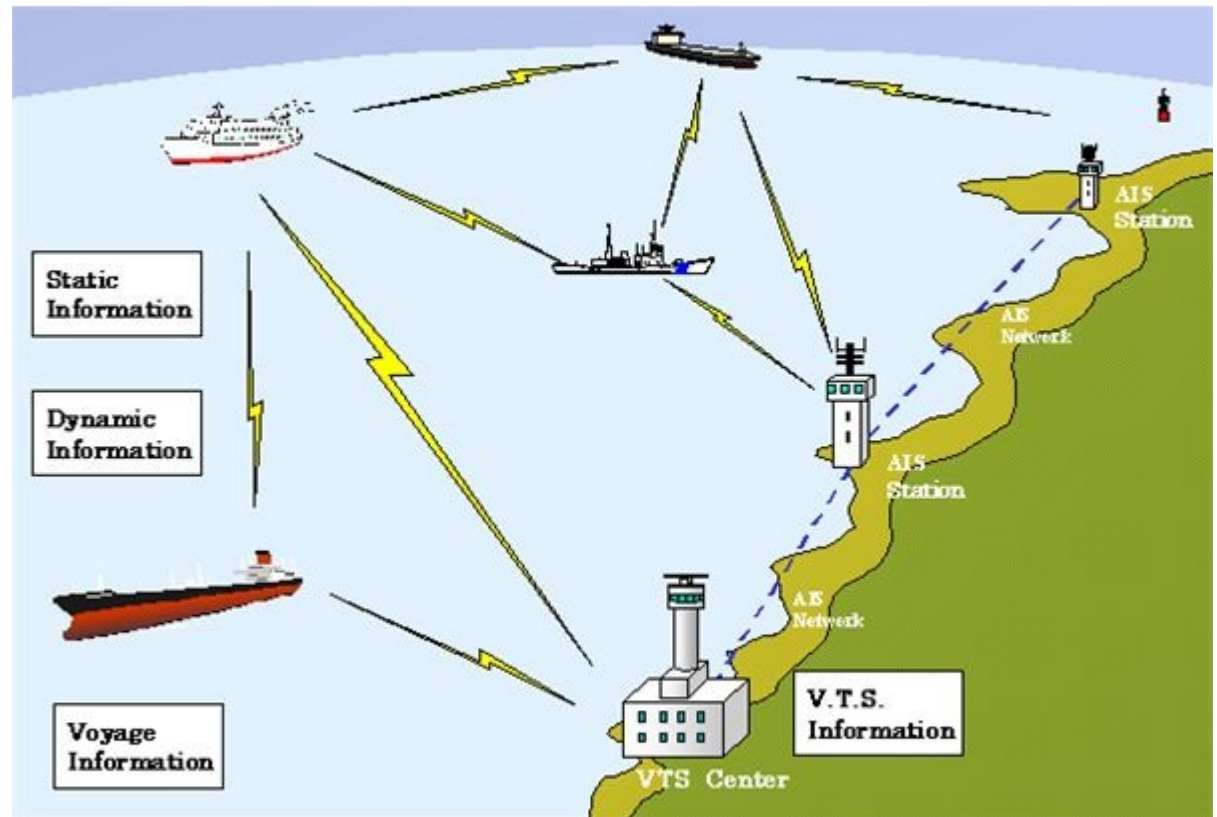 AIS
Station
Static
Information
AIS
Network
Dynamic
Information
AIS
Station
AIS
Network
V.T.S.
Information
Voyage
Information
VTS Center